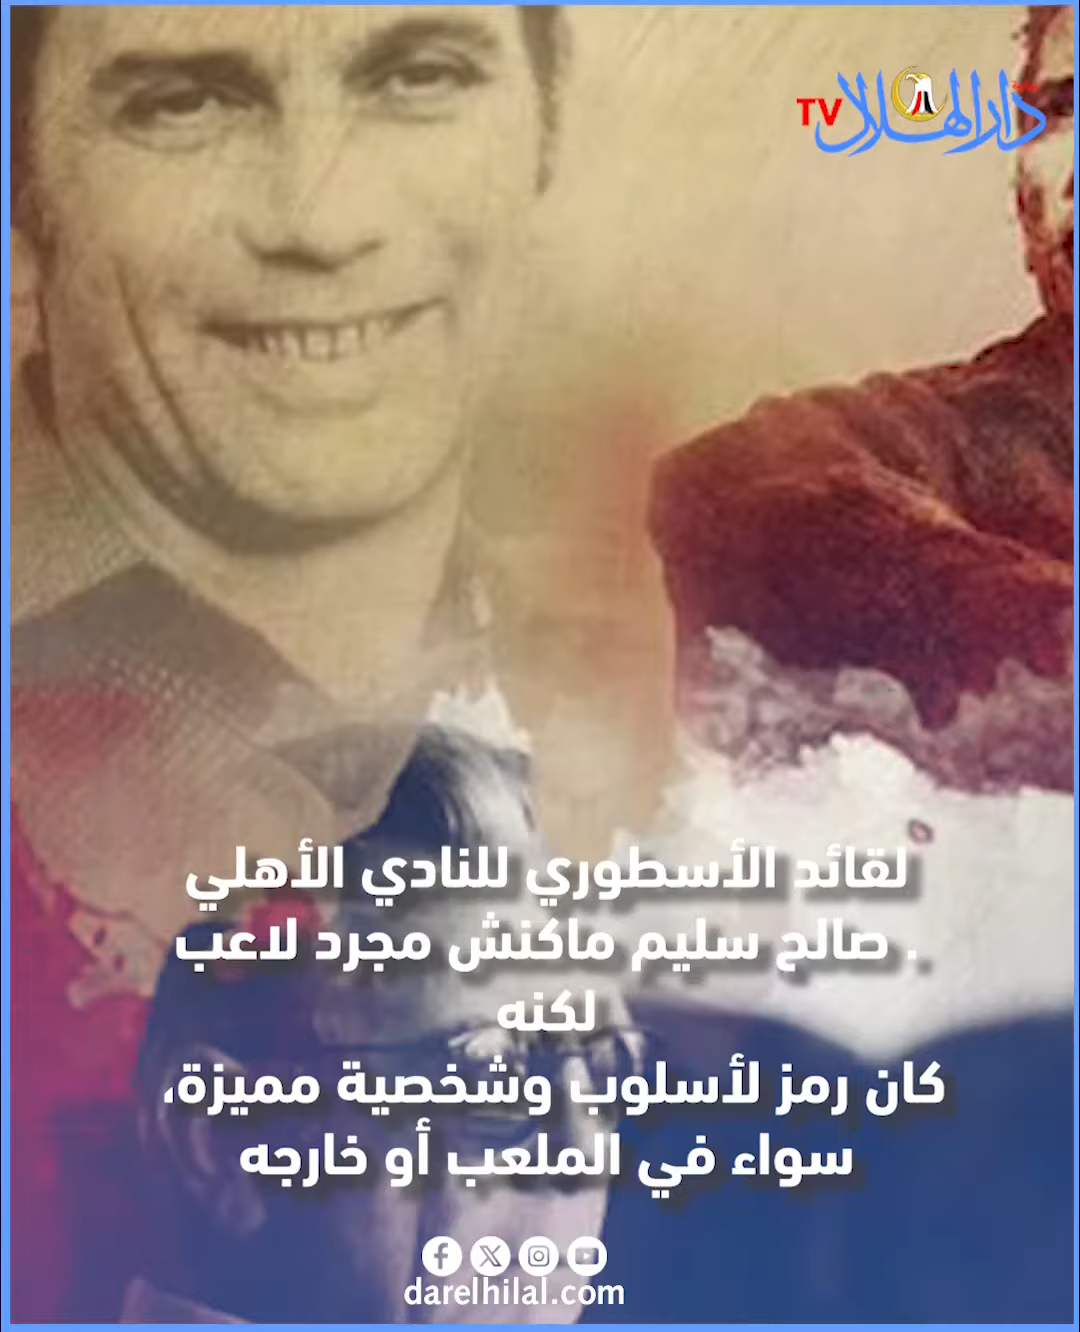 دار الهلال TV
لقائد الأسطوري للنادي الأهلي
. صالح سليم ماكنش مجرد لاعب
لكنه
كان رمز لأسلوب وشخصية مميزة،
سواء في الملعب أو خارجه
darelhilal.com